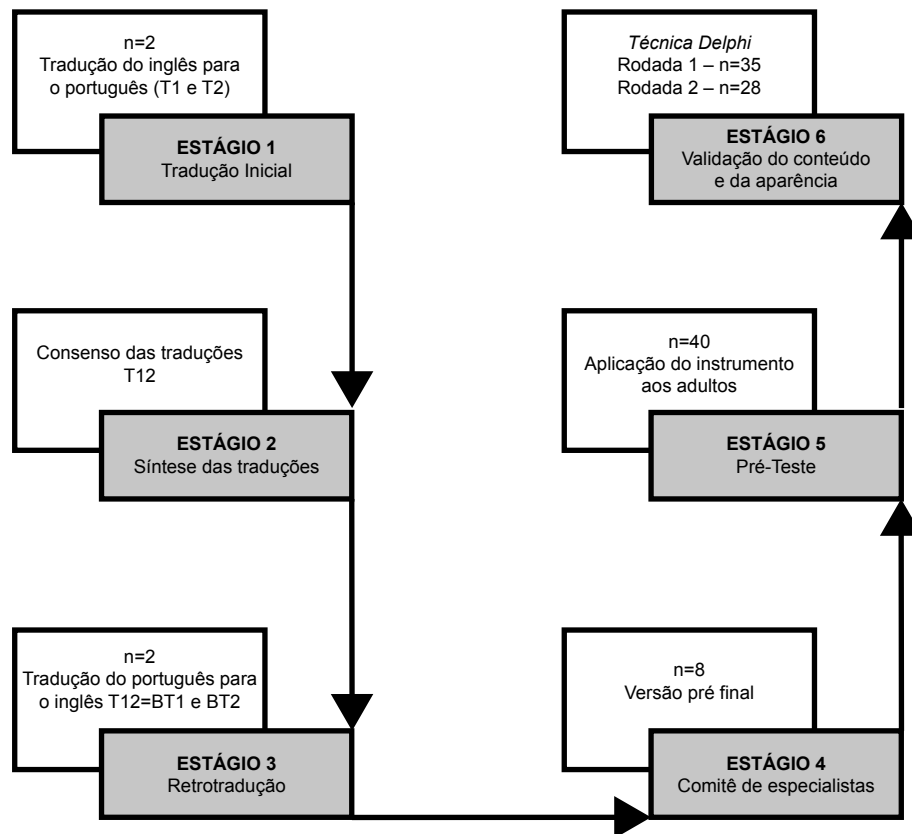 n=2
Tradução do inglês para
o português (T1 e T2)
ESTÁGIO 1
Tradução Inicial
Consenso das traduções
T12
ESTÁGIO 2
Síntese das traduções
n=2
Tradução do português para
o inglês T12=BT1 e BT2
ESTÁGIO 3
Retrotradução
n=8
Versão pré final
ESTÁGIO 4
Comitê de especialistas
n=40
Aplicação do instrumento
aos adultos
ESTÁGIO 5
Pré-Teste
Técnica Delphi
Rodada 1 – n=35
Rodada 2 – n=28
ESTÁGIO 6
Validação do conteúdo
e da aparência